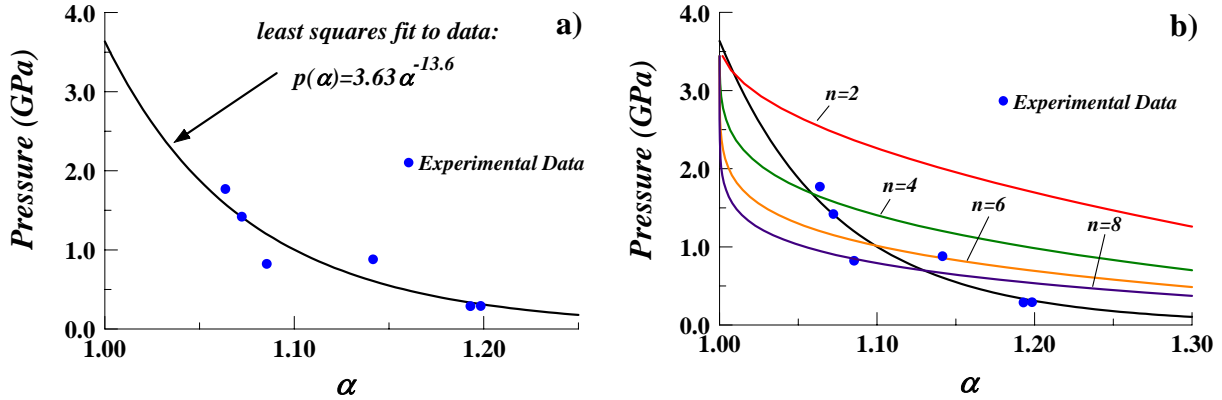 a)
least squares fit to data:
p(α)=3.63α^-13.6
Experimental Data
Pressure (GPa)
4.0
3.0
2.0
1.0
0.0
1.00
1.10
1.20
α
b)
n=2
Experimental Data
n=4
n=6
n=8
Pressure (GPa)
4.0
3.0
2.0
1.0
0.0
1.00
1.10
1.20
1.30
α